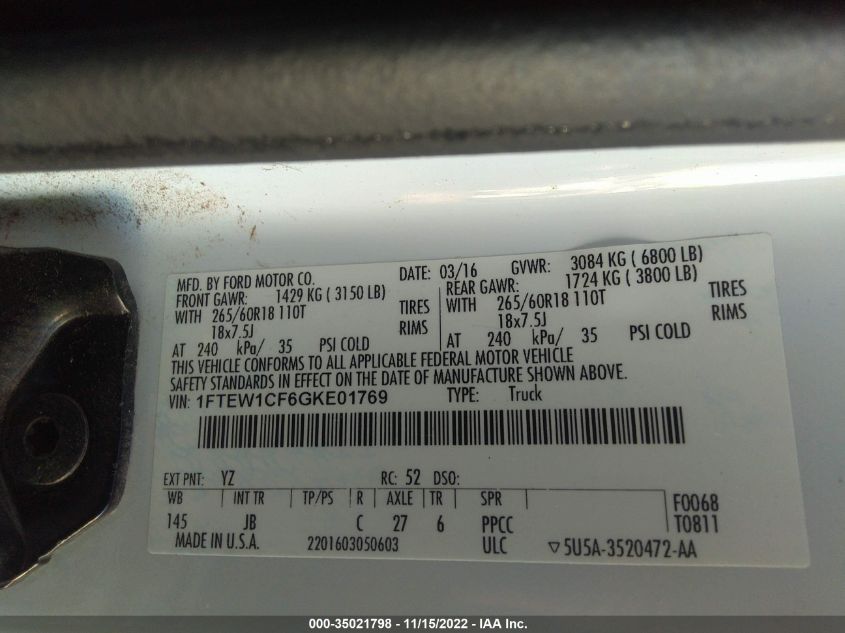 MFD. BY FORD MOTOR CO. DATE: 03/16 GVWR: 3084 KG ( 6800 LB)
FRONT GAWR: 1429 KG ( 3150 LB) REAR GAWR: 1724 KG ( 3800 LB)
WITH 265/60R18 110T TIRES WITH 265/60R18 110T TIRES
18x7.5J RIMS 18x7.5J RIMS
AT 240 kPa/ 35 PSI COLD AT 240 kPa/ 35 PSI COLD
THIS VEHICLE CONFORMS TO ALL APPLICABLE FEDERAL MOTOR VEHICLE
SAFETY STANDARDS IN EFFECT ON THE DATE OF MANUFACTURE SHOWN ABOVE.
VIN: 1FTEW1CF6GKE01769 TYPE: Truck
EXT PNT: YZ RC: 52 DSO:
WB INT TR TP/PS R AXLE TR SPR F0068
145 JB C 27 6 PPCC T0811
MADE IN U.S.A. 2201603050603 ULC ▽5U5A-3520472-AA
000-35021798 - 11/15/2022 - IAA Inc.